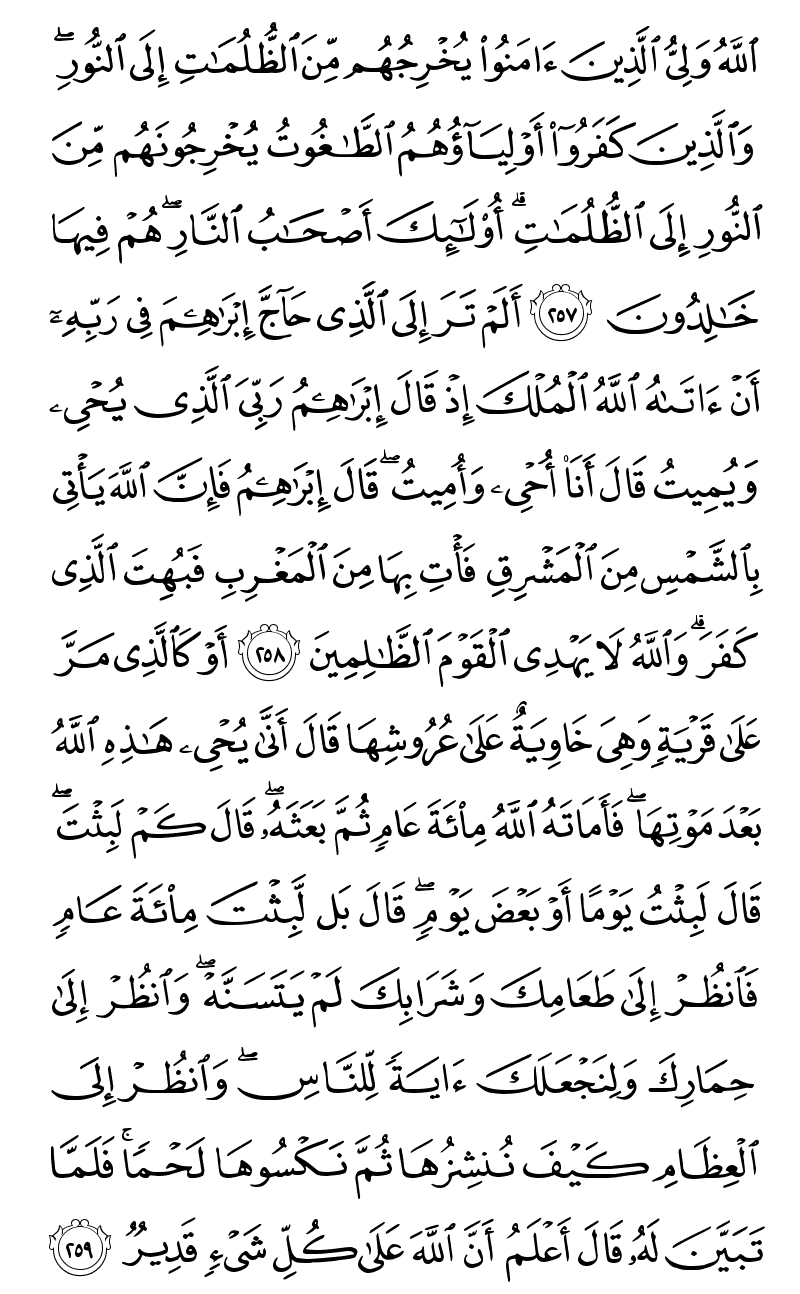 ٱللَّهُ وَلِىُّ ٱلَّذِينَ ءَامَنُوا۟ يُخْرِجُهُم مِّنَ ٱلظُّلُمَـٰتِ إِلَى ٱلنُّورِ ۖ
وَٱلَّذِينَ كَفَرُوٓا۟ أَوْلِيَآؤُهُمُ ٱلطَّـٰغُوتُ يُخْرِجُونَهُم مِّنَ
ٱلنُّورِ إِلَى ٱلظُّلُمَـٰتِ ۗ أُو۟لَـٰٓئِكَ أَصْحَـٰبُ ٱلنَّارِ ۖ هُمْ فِيهَا
خَـٰلِدُونَ ٢٥٧ أَلَمْ تَرَ إِلَى ٱلَّذِى حَآجَّ إِبْرَٰهِـۧمَ فِى رَبِّهِۦٓ
أَنْ ءَاتَىٰهُ ٱللَّهُ ٱلْمُلْكَ إِذْ قَالَ إِبْرَٰهِـۧمُ رَبِّىَ ٱلَّذِى يُحْىِۦ
وَيُمِيتُ قَالَ أَنَا۠ أُحْىِۦ وَأُمِيتُ ۖ قَالَ إِبْرَٰهِـۧمُ فَإِنَّ ٱللَّهَ يَأْتِى
بِٱلشَّمْسِ مِنَ ٱلْمَشْرِقِ فَأْتِ بِهَا مِنَ ٱلْمَغْرِبِ فَبُهِتَ ٱلَّذِى
كَفَرَ ۗ وَٱللَّهُ لَا يَهْدِى ٱلْقَوْمَ ٱلظَّـٰلِمِينَ ٢٥٨ أَوْ كَٱلَّذِى مَرَّ
عَلَىٰ قَرْيَةٍ وَهِىَ خَاوِيَةٌ عَلَىٰ عُرُوشِهَا قَالَ أَنَّىٰ يُحْىِۦ هَـٰذِهِ ٱللَّهُ
بَعْدَ مَوْتِهَا ۖ فَأَمَاتَهُ ٱللَّهُ مِا۟ئَةَ عَامٍ ثُمَّ بَعَثَهُۥ ۖ قَالَ كَمْ لَبِثْتَ ۖ
قَالَ لَبِثْتُ يَوْمًا أَوْ بَعْضَ يَوْمٍ ۖ قَالَ بَل لَّبِثْتَ مِا۟ئَةَ عَامٍ
فَٱنظُرْ إِلَىٰ طَعَامِكَ وَشَرَابِكَ لَمْ يَتَسَنَّهْ ۖ وَٱنظُرْ إِلَىٰ
حِمَارِكَ وَلِنَجْعَلَكَ ءَايَةً لِّلنَّاسِ ۖ وَٱنظُرْ إِلَى
ٱلْعِظَامِ كَيْفَ نُنشِزُهَا ثُمَّ نَكْسُوهَا لَحْمًا ۚ فَلَمَّا
تَبَيَّنَ لَهُۥ قَالَ أَعْلَمُ أَنَّ ٱللَّهَ عَلَىٰ كُلِّ شَىْءٍ قَدِيرٌ ٢٥٩